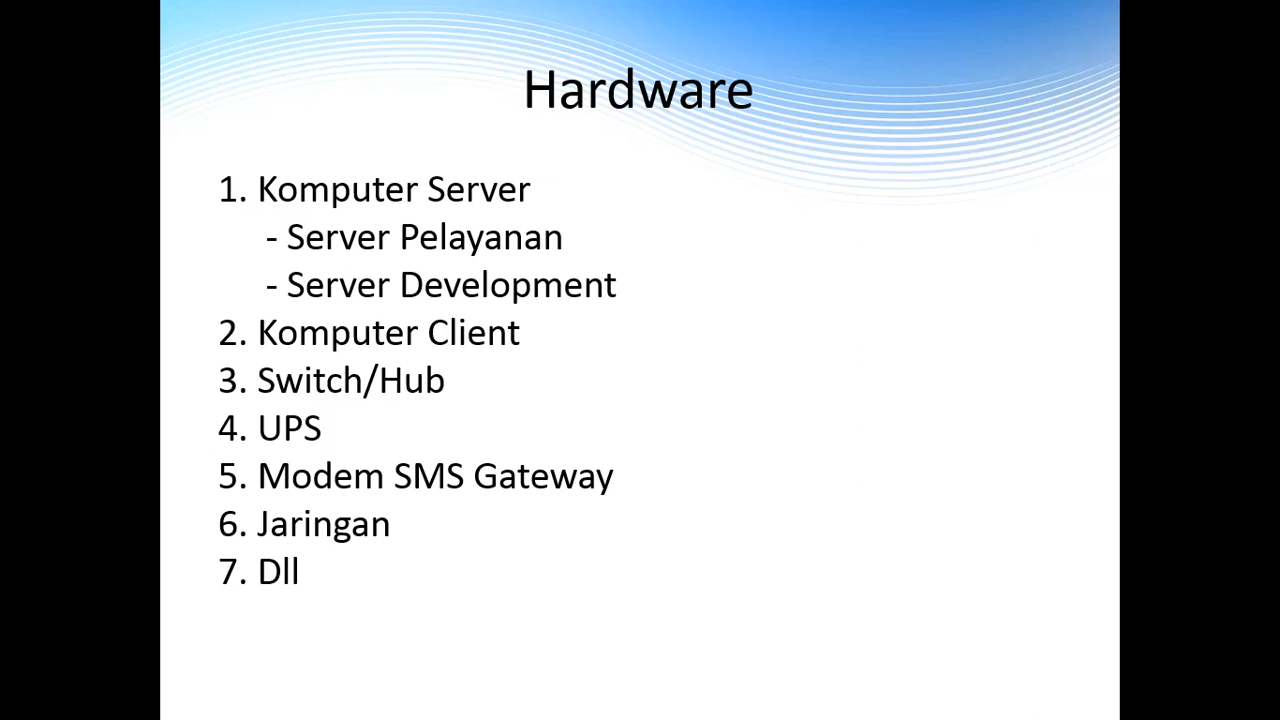 Hardware
1. Komputer Server
- Server Pelayanan
- Server Development
2. Komputer Client
3. Switch/Hub
4. UPS
5. Modem SMS Gateway
6. Jaringan
7. Dll